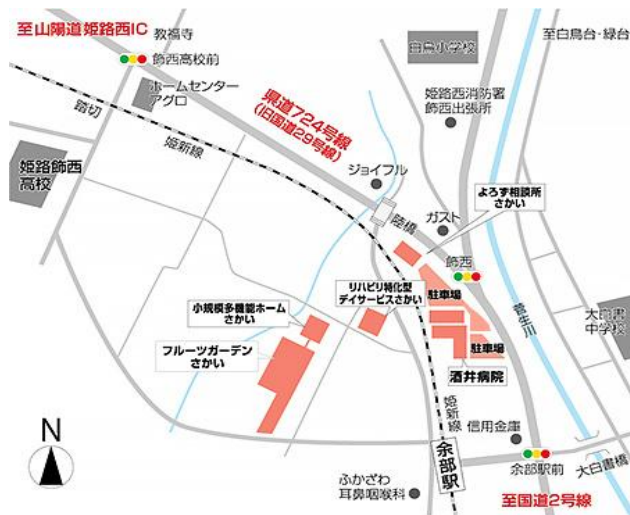 至山陽道姫路西IC
教福寺
飾西高校前
ホームセンター
アグロ
踏切
姫新線
県道724号線
(旧国道29号線)
姫路飾西
高校
白鳥小学校
至白鳥台・緑台
姫路西消防署
飾西出張所
ジョイフル
陸橋
ガスト
よろず相談所
さかい
飾西
駐車場
リハビリ特化型
デイサービスさかい
小規模多機能ホーム
さかい
フルーツガーデン
さかい
駐車場
酒井病院
菅生川
大白書
中学校
姫新線
余部駅
信用金庫
余部駅前
大白書橋
ふかざわ
耳鼻咽喉科
至国道2号線
N